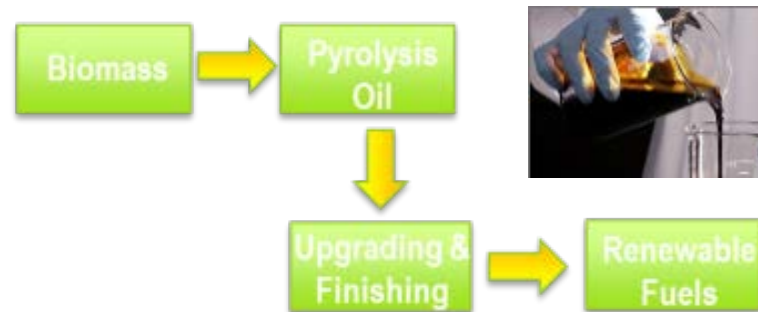 Biomass
Pyrolysis
Oil
Upgrading &
Finishing
Renewable
Fuels